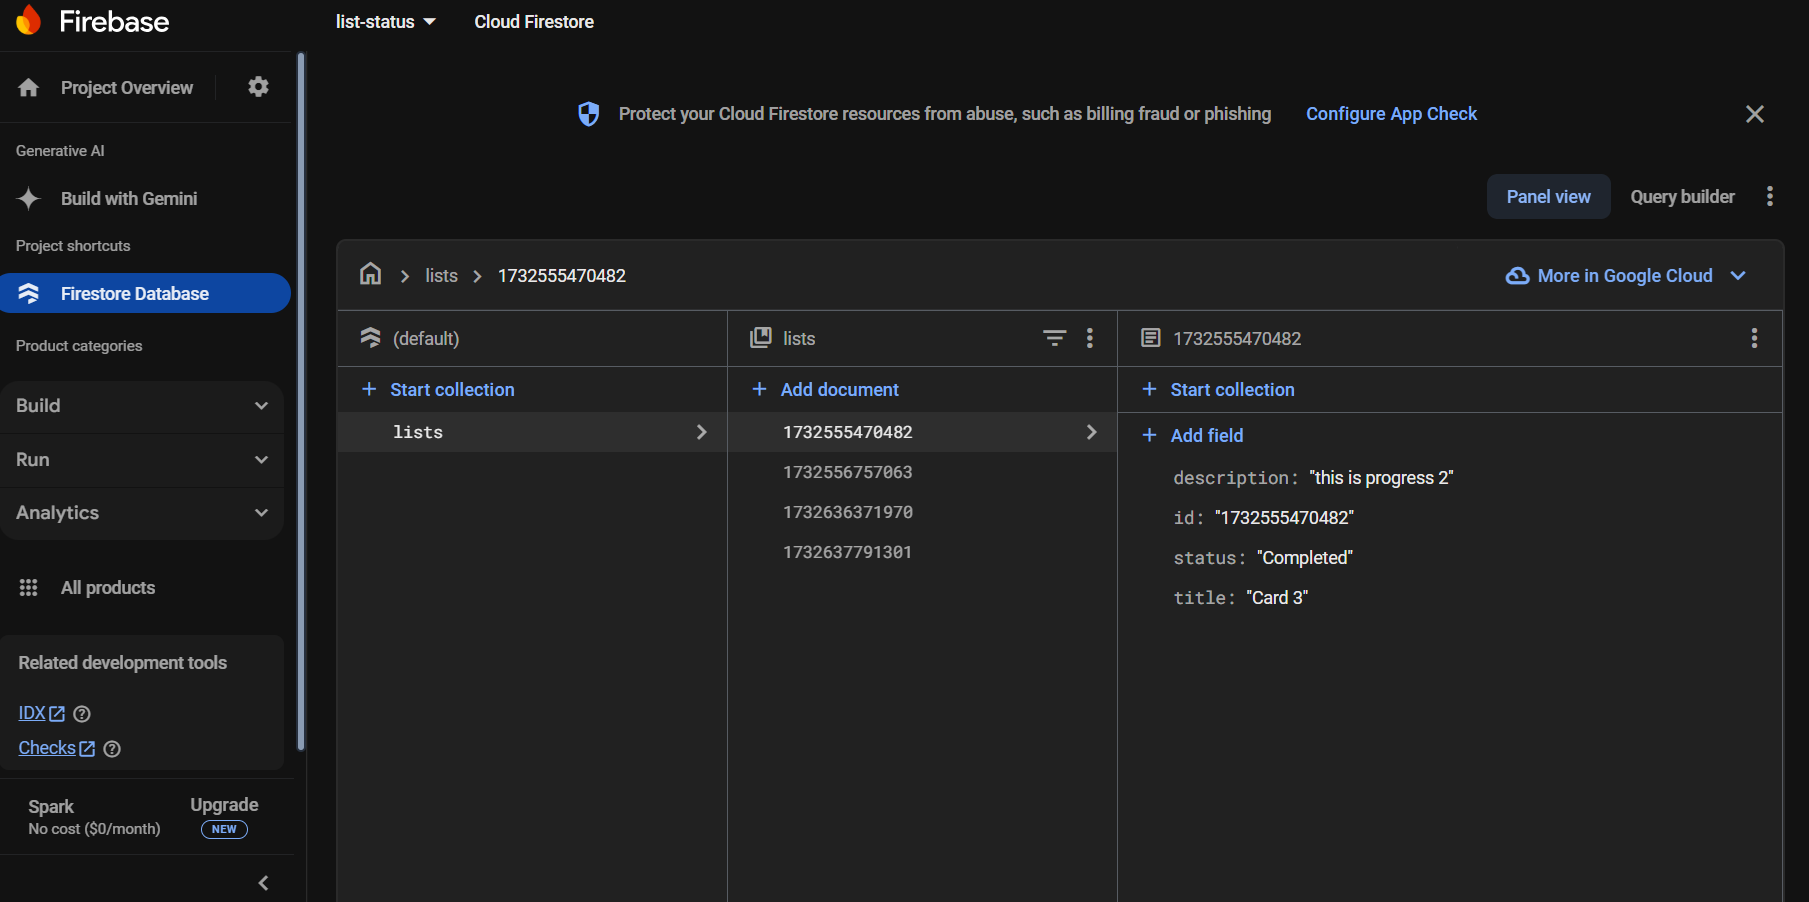 Firebase
list-status
Cloud Firestore
Project Overview
Protect your Cloud Firestore resources from abuse, such as billing fraud or phishing
Configure App Check
Generative AI
Build with Gemini
Panel view
Query builder
Project shortcuts
Firestore Database
lists
1732555470482
More in Google Cloud
Product categories
(default)
lists
1732555470482
Start collection
Add document
Start collection
lists
1732555470482
1732556757063
1732636371970
1732637791301
Add field
description: "this is progress 2"
id: "1732555470482"
status: "Completed"
title: "Card 3"
Build
Run
Analytics
All products
Related development tools
IDX
Checks
Spark
No cost ($0/month)
Upgrade
NEW